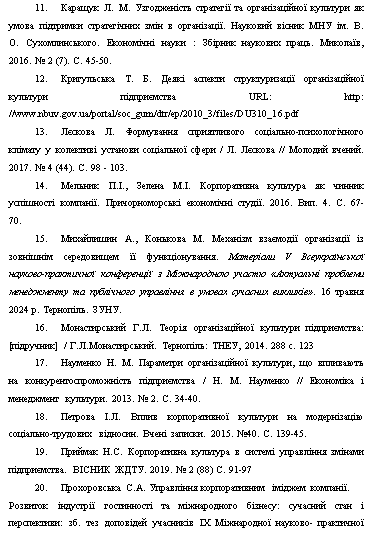 11. Каращук Л. М. Узгодженість стратегії та організаційної культури як
умова підтримки стратегічних змін в організації. Науковий вісник МНУ ім. В.
О. Сухомлинського. Економічні науки : Збірник наукових праць. Миколаїв,
2016. № 2 (7). С. 45-50.
12. Кригульська Т. Б. Деякі аспекти структуризації організаційної
культури підприємства URL: http:
//www.nbuv.gov.ua/portal/soc_gum/dtr/ep/2010_3/files/DU310_16.pdf
13. Лєскова Л. Формування сприятливого соціально-психологічного
клімату у колективі установи соціальної сфери / Л. Лєскова // Молодий вчений.
2017. № 4 (44). С. 98 - 103.
14. Мельник П.І., Зелена М.І. Корпоративна культура як чинник
успішності компанії. Причорноморські економічні студії. 2016. Вип. 4. С. 67-
70.
15. Михайлишин А., Конькова М. Механізм взаємодії організації із
зовнішнім середовищем її функціонування. Матеріали V Всеукраїнської
науково-практичної конференції з Міжнародною участю «Актуальні проблеми
менеджменту та публічного управління в умовах сучасних викликів». 16 травня
2024 р. Тернопіль. ЗУНУ.
16. Монастирський Г.Л. Теорія організаційної культури підприємства:
[підручник] / Г.Л.Монастирський. Тернопіль: ТНЕУ, 2014. 288 с. 123
17. Науменко Н. М. Параметри організаційної культури, що впливають
на конкурентоспроможність підприємства / Н. М. Науменко // Економіка і
менеджмент культури. 2013. № 2. С. 34-40.
18. Петрова І.Л. Вплив корпоративної культури на модернізацію
соціально-трудових відносин. Вчені записки. 2015. №40. С. 139-45.
19. Приймак Н.С. Корпоративна культура в системі управління змінами
підприємства. ВІСНИК ЖДТУ. 2019. № 2 (88) С. 91-97
20. Прохоровська С.А. Управління корпоративним іміджем компанії.
Розвиток індустрії гостинності та міжнародного бізнесу: сучасний стан і
перспективи: зб. тез доповідей учасників IX Міжнародної науково- практичної